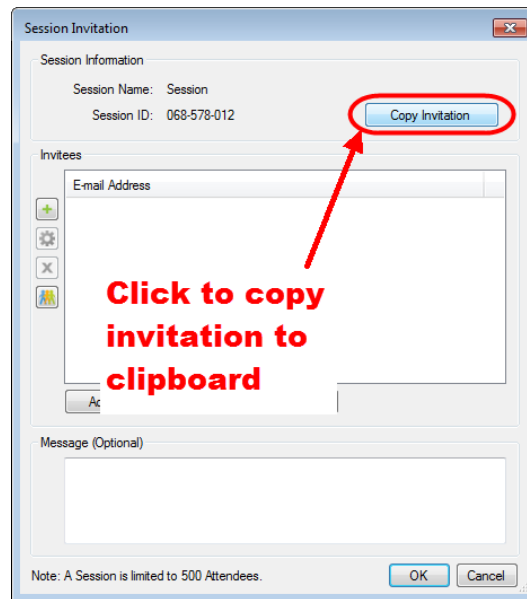 Session Invitation
Session Information
Session Name: Session
Session ID: 068-578-012
Copy Invitation
Invitees
E-mail Address
Click to copy
invitation to
clipboard
Message (Optional)
Note: A Session is limited to 500 Attendees.
OK
Cancel